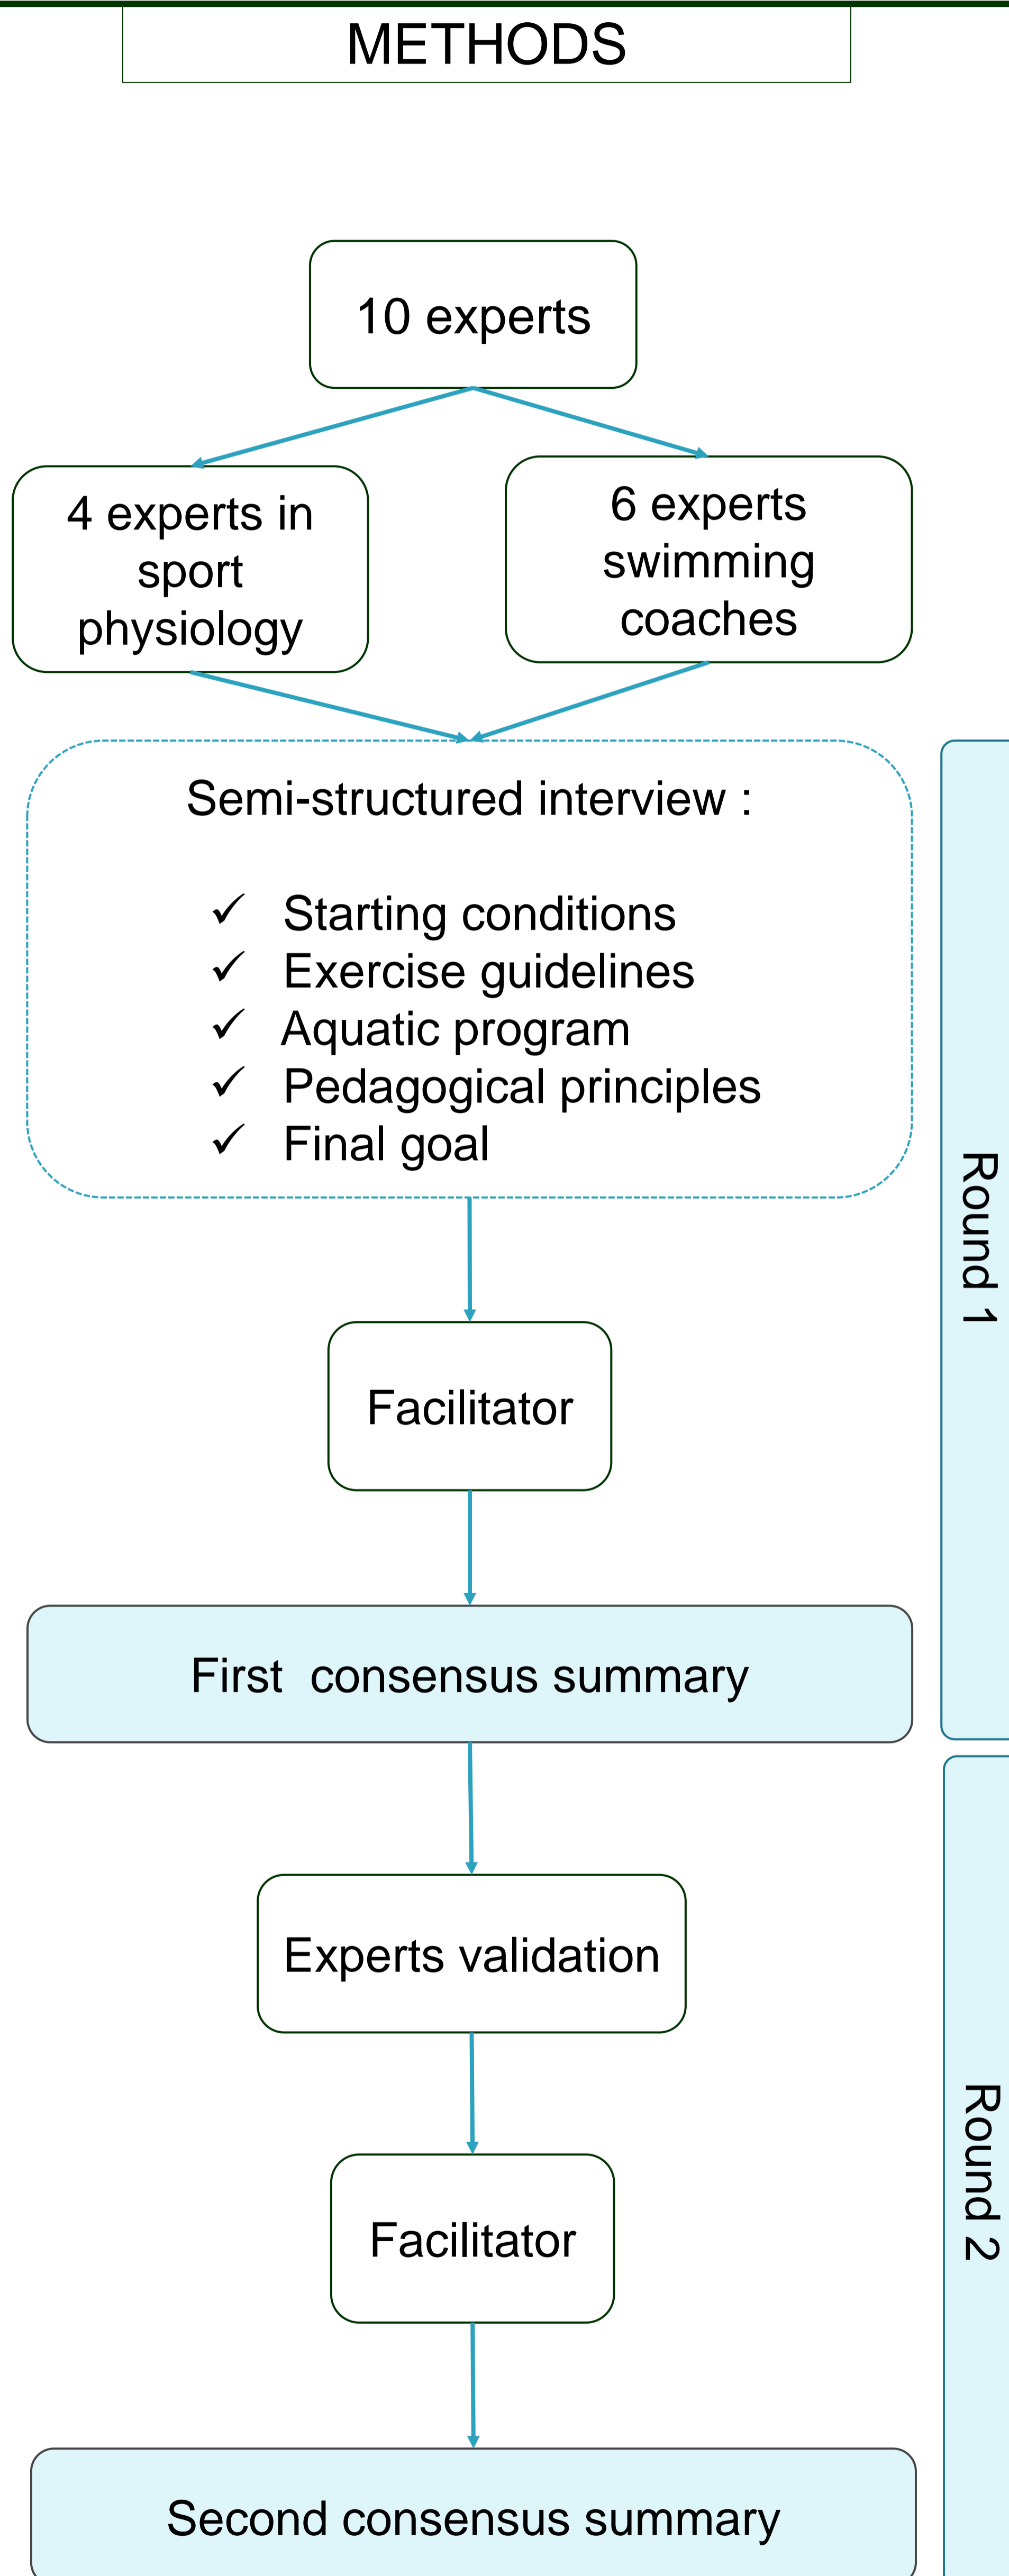 METHODS
10 experts
4 experts in
sport
physiology
6 experts
swimming
coaches
Semi-structured interview :
✓ Starting conditions
✓ Exercise guidelines
✓ Aquatic program
✓ Pedagogical principles
✓ Final goal
Round 1
Facilitator
First consensus summary
Experts validation
Round 2
Facilitator
Second consensus summary